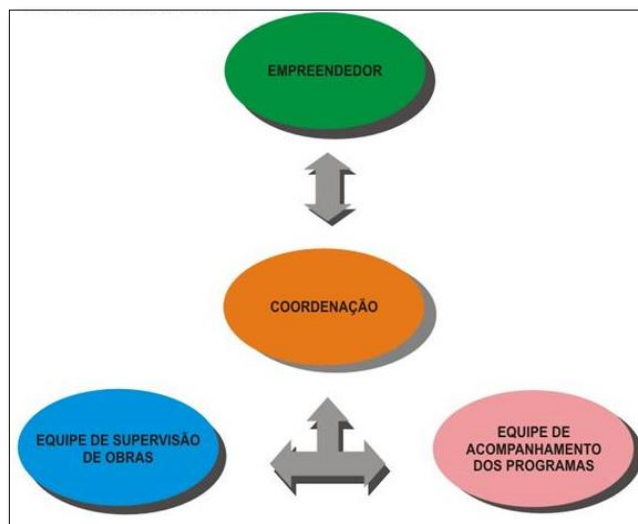 EMPREENDEDOR
COORDENAÇÃO
EQUIPE DE SUPERVISÃO
DE OBRAS
EQUIPE DE
ACOMPANHAMENTO
DOS PROGRAMAS